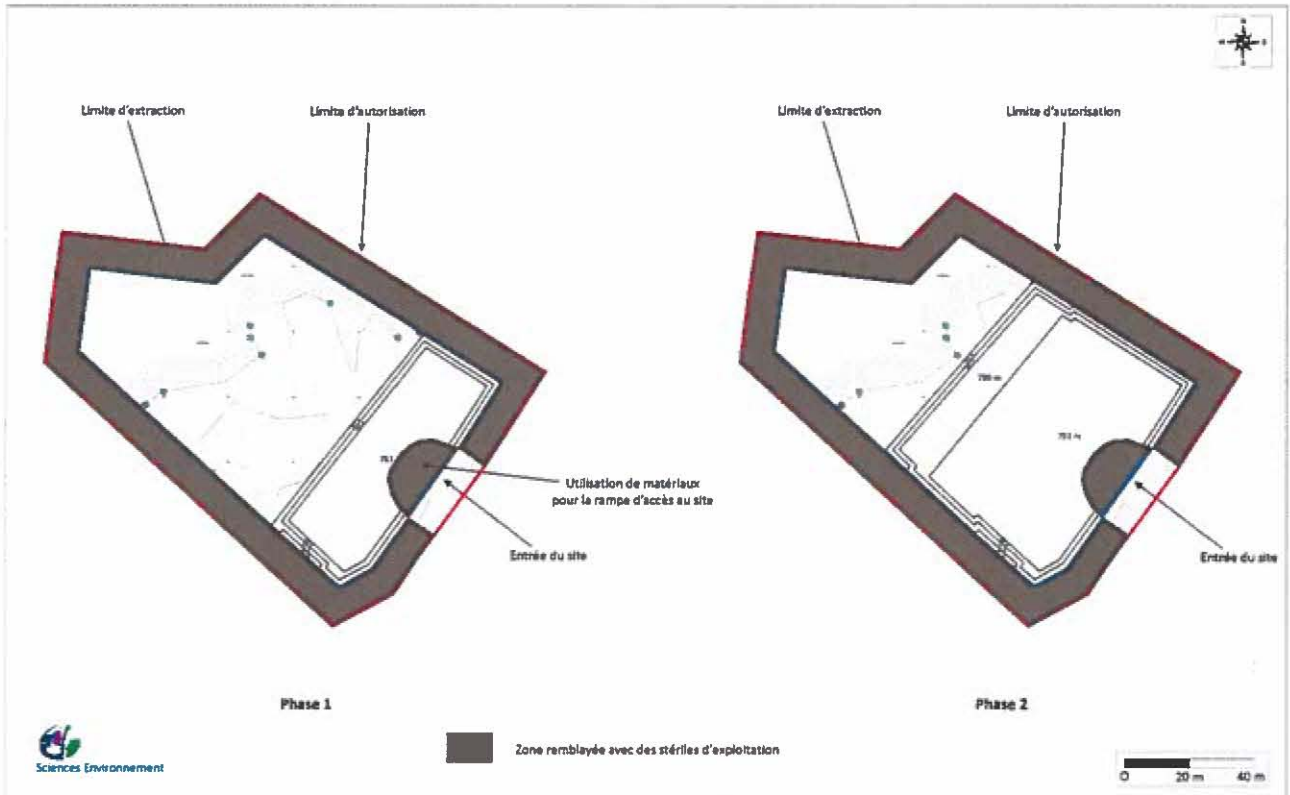 Limite d'extraction
Limite d'autorisation
Limite d'extraction
Limite d'autorisation
Utilisation de matériaux
pour la rampe d'accès au site
Entrée du site
Entrée du site
Phase 1
Phase 2
Sciences Environnement
Zone remblayée avec des stériles d'exploitation
0 20 m 40 m